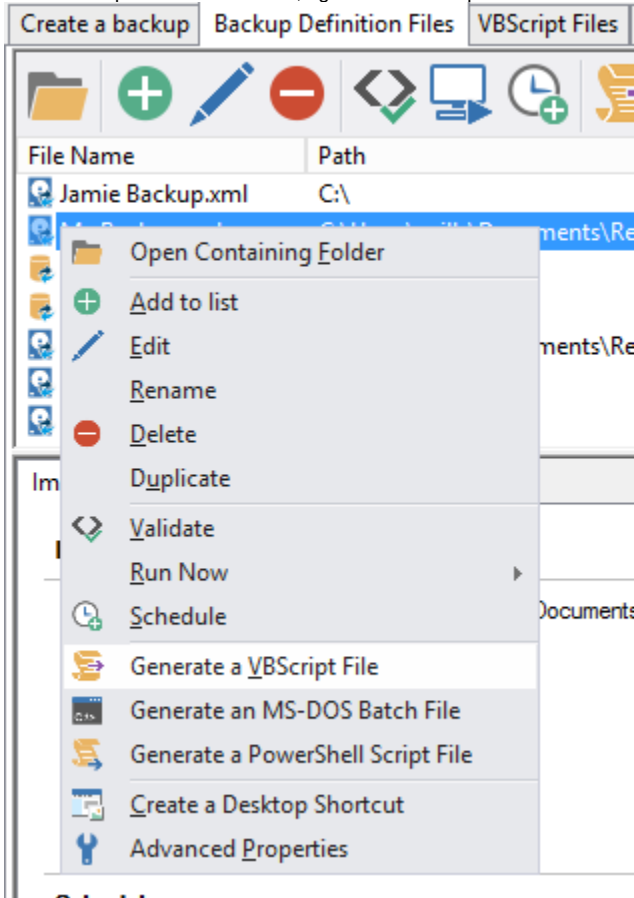 Create a backup Backup Definition Files VBScript Files
File Name Path
Jamie Backup.xml C:\
ments\Re
Open Containing Folder
Add to list
Edit ments\Re
Rename
Delete
Duplicate
Im
Validate
Run Now
Schedule Documents
Generate a VBScript File
Generate an MS-DOS Batch File
Generate a PowerShell Script File
Create a Desktop Shortcut
Advanced Properties